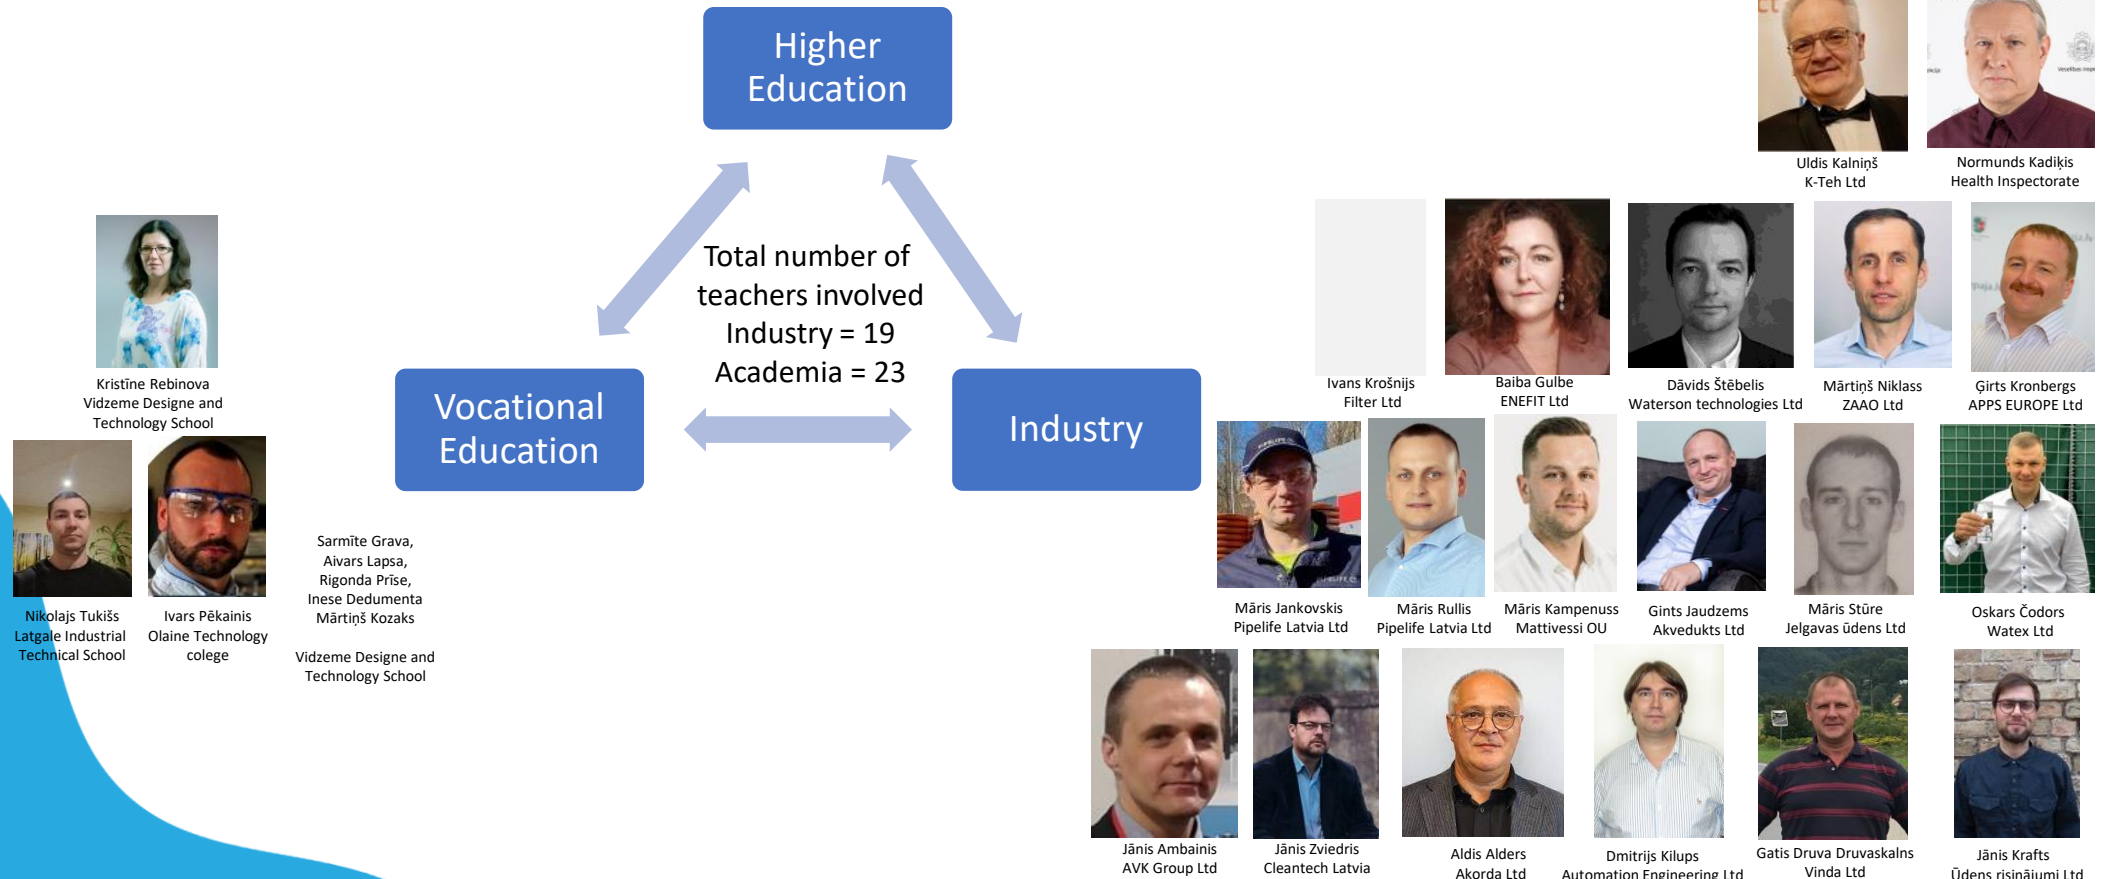 Higher
Education
Total number of
teachers involved
Industry = 19
Academia = 23
Vocational
Education
Industry
Kristīne Rebinova
Vidzeme Designe and
Technology School
Nikolajs Tukišs
Latgale Industrial
Technical School
Ivars Pēkainis
Olaine Technology
colege
Sarmīte Grava,
Aivars Lapsa,
Rigonda Prīse,
Inese Dedumenta
Mārtiņš Kozaks
Vidzeme Designe and
Technology School
Uldis Kalniņš
K-Teh Ltd
Normunds Kadiķis
Health Inspectorate
Ivans Krošnijs
Filter Ltd
Baiba Gulbe
ENEFIT Ltd
Dāvids Štēbelis
Waterson technologies Ltd
Mārtiņš Niklass
ZAAO Ltd
Ģirts Kronbergs
APPS EUROPE Ltd
Māris Jankovskis
Pipelife Latvia Ltd
Māris Rullis
Pipelife Latvia Ltd
Māris Kampenuss
Mattivessi OU
Gints Jaudzems
Akvedukts Ltd
Māris Stūre
Jelgavas ūdens Ltd
Oskars Čodors
Watex Ltd
Jānis Ambainis
AVK Group Ltd
Jānis Zviedris
Cleantech Latvia
Aldis Alders
Akorda Ltd
Dmitrijs Kilups
Automation Engineering Ltd
Gatis Druva Druvaskalns
Vinda Ltd
Jānis Krafts
Ūdens risinājumi Ltd